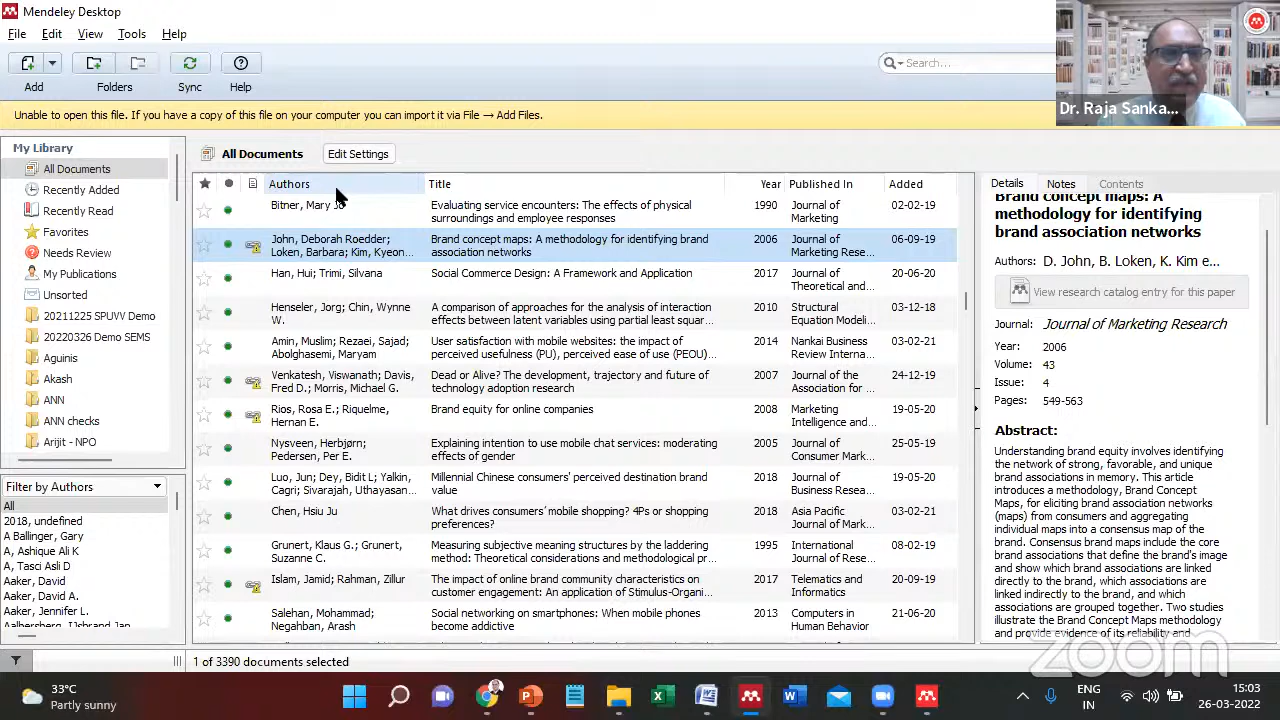 Mendeley Desktop
File Edit View Tools Help
Add Folders Sync Help
Search...
Dr. Raja Sanka...
Unable to open this file. If you have a copy of this file on your computer you can
it via File → Add Files.
My Library
All Documents
Recently Added
Recently Read
Favorites
Needs Review
My Publications
Unsorted
20211225 SPUVV Demo
20220326 Demo SEMS
Aguinis
Akash
ANN
ANN checks
Arijit - NPO
Filter by Authors
All
2018, undefined
A Ballinger, Gary
A, Ashique Ali K
A, Tasci Asli D
Aaker, David
Aaker, David A.
Aaker, Jennifer L.
Aalbersberg, IJsbrand Jan
All Documents Edit Settings
Authors Title Year Published In Added
Bitner, Mary Jo Evaluating service encounters: The effects of physical 1990 Journal of 02-02-19
surroundings and employee responses Marketing
John, Deborah Roedder; Brand concept maps: A methodology for identifying brand 2006 Journal of 06-09-19
Loken, Barbara; Kim, Kyeon... association networks Marketing Rese...
Han, Hui; Trimi, Silvana Social Commerce Design: A Framework and Application 2017 Journal of 20-06-20
Theoretical and...
Henseler, Jorg; Chin, Wynne A comparison of approaches for the analysis of interaction 2010 Structural 03-12-18
W. effects between latent variables using partial least squar... Equation Modeli...
Amin, Muslim; Rezaei, Sajad; User satisfaction with mobile websites: the impact of 2014 Nankai Business 03-02-21
Abolghasemi, Maryam perceived usefulness (PU), perceived ease of use (PEOU)... Review Interna...
Venkatesh, Viswanath; Davis, Dead or Alive? The development, trajectory and future of 2007 Journal of the 24-12-19
Fred D.; Morris, Michael G. technology adoption research Association for ...
Rios, Rosa E.; Riquelme, Brand equity for online companies 2008 Marketing 19-05-20
Hernan E. Intelligence and...
Nysveen, Herbjørn; Explaining intention to use mobile chat services: moderating 2005 Journal of 25-05-19
Pedersen, Per E. effects of gender Consumer Mark...
Luo, Jun; Dey, Bidit L; Yalkin, Millennial Chinese consumers' perceived destination brand 2018 Journal of 19-05-20
Cagri; Sivarajah, Uthayasan... value Business Resea...
Chen, Hsiu Ju What drives consumers' mobile shopping? 4Ps or shopping 2018 Asia Pacific 03-02-21
preferences? Journal of Mark...
Grunert, Klaus G.; Grunert, Measuring subjective meaning structures by the laddering 1995 International 08-02-19
Suzanne C. method: Theoretical considerations and methodological pr... Journal of Rese...
Islam, Jamid; Rahman, Zillur The impact of online brand community characteristics on 2017 Telematics and 20-09-19
customer engagement: An application of Stimulus-Organi... Informatics
Salehan, Mohammad; Social networking on smartphones: When mobile phones 2013 Computers in 21-06-20
Negahban, Arash become addictive Human Behavior
1 of 3390 documents selected
Details Notes Contents
Brand concept maps: A
methodology for identifying
brand association networks
Authors: D. John, B. Loken, K. Kim e...
View research catalog entry for this paper
Journal: Journal of Marketing Research
Year: 2006
Volume: 43
Issue: 4
Pages: 549-563
Abstract:
Understanding brand equity involves identifying
the network of strong, favorable, and unique
brand associations in memory. This article
introduces a methodology, Brand Concept
Maps, for eliciting brand association networks
(maps) from consumers and aggregating
individual maps into a consensus map of the
brand. Consensus brand maps include the core
brand associations that define the brand's image
and show which brand associations are linked
directly to the brand, which associations are
linked indirectly to the brand, and which
associations are grouped together. Two studies
illustrate the Brand Concept Maps methodology
and provide evidence of its reliability and
zoom
33°C
Partly sunny
ENG
IN
15:03
26-03-2022